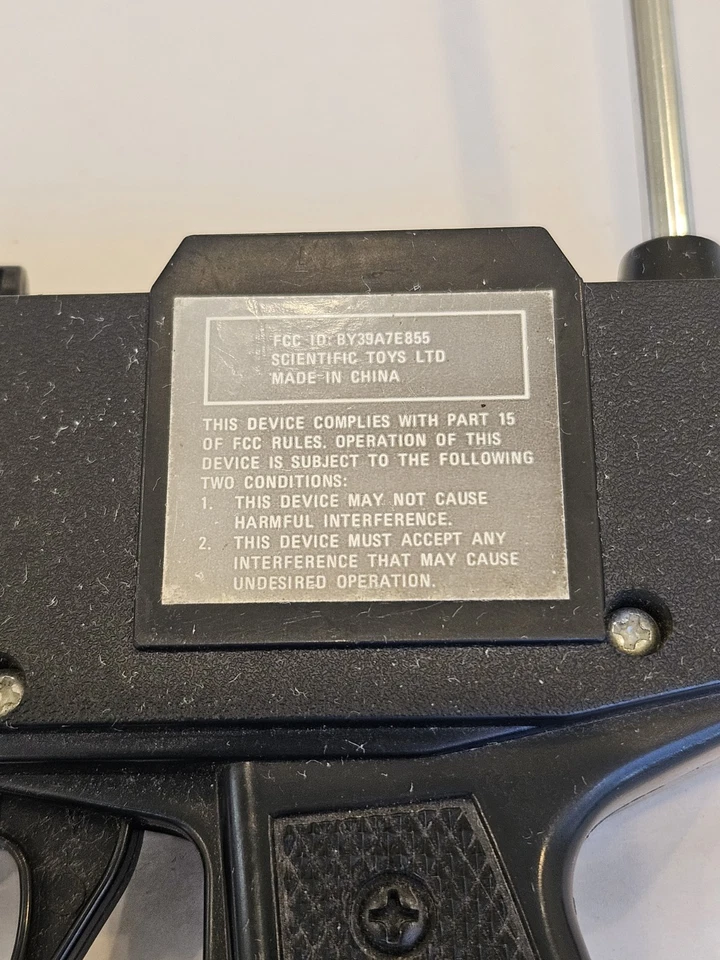 FCC ID: BY39A7E855
SCIENTIFIC TOYS LTD
MADE IN CHINA
THIS DEVICE COMPLIES WITH PART 15
OF FCC RULES. OPERATION OF THIS
DEVICE IS SUBJECT TO THE FOLLOWING
TWO CONDITIONS:
1. THIS DEVICE MAY NOT CAUSE
HARMFUL INTERFERENCE.
2. THIS DEVICE MUST ACCEPT ANY
INTERFERENCE THAT MAY CAUSE
UNDESIRED OPERATION.